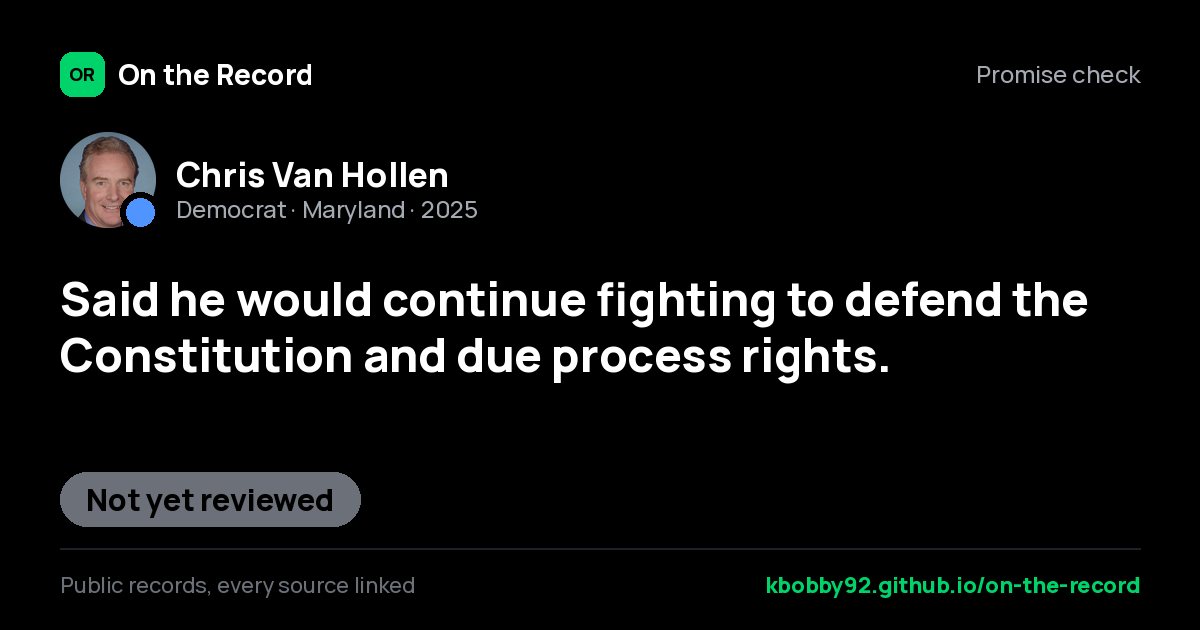 OR On the Record
Promise check
Chris Van Hollen
Democrat · Maryland · 2025
Said he would continue fighting to defend the
Constitution and due process rights.
Not yet reviewed
Public records, every source linked
kbobby92.github.io/on-the-record